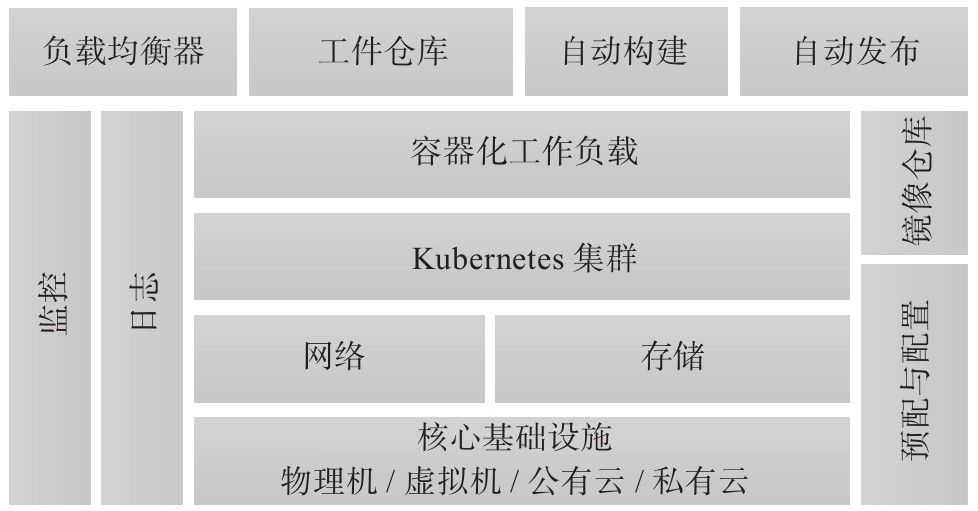 负载均衡器
工件仓库
自动构建
自动发布
监控
日志
容器化工作负载
Kubernetes 集群
网络
存储
核心基础设施
物理机 / 虚拟机 / 公有云 / 私有云
镜像仓库
预配与配置